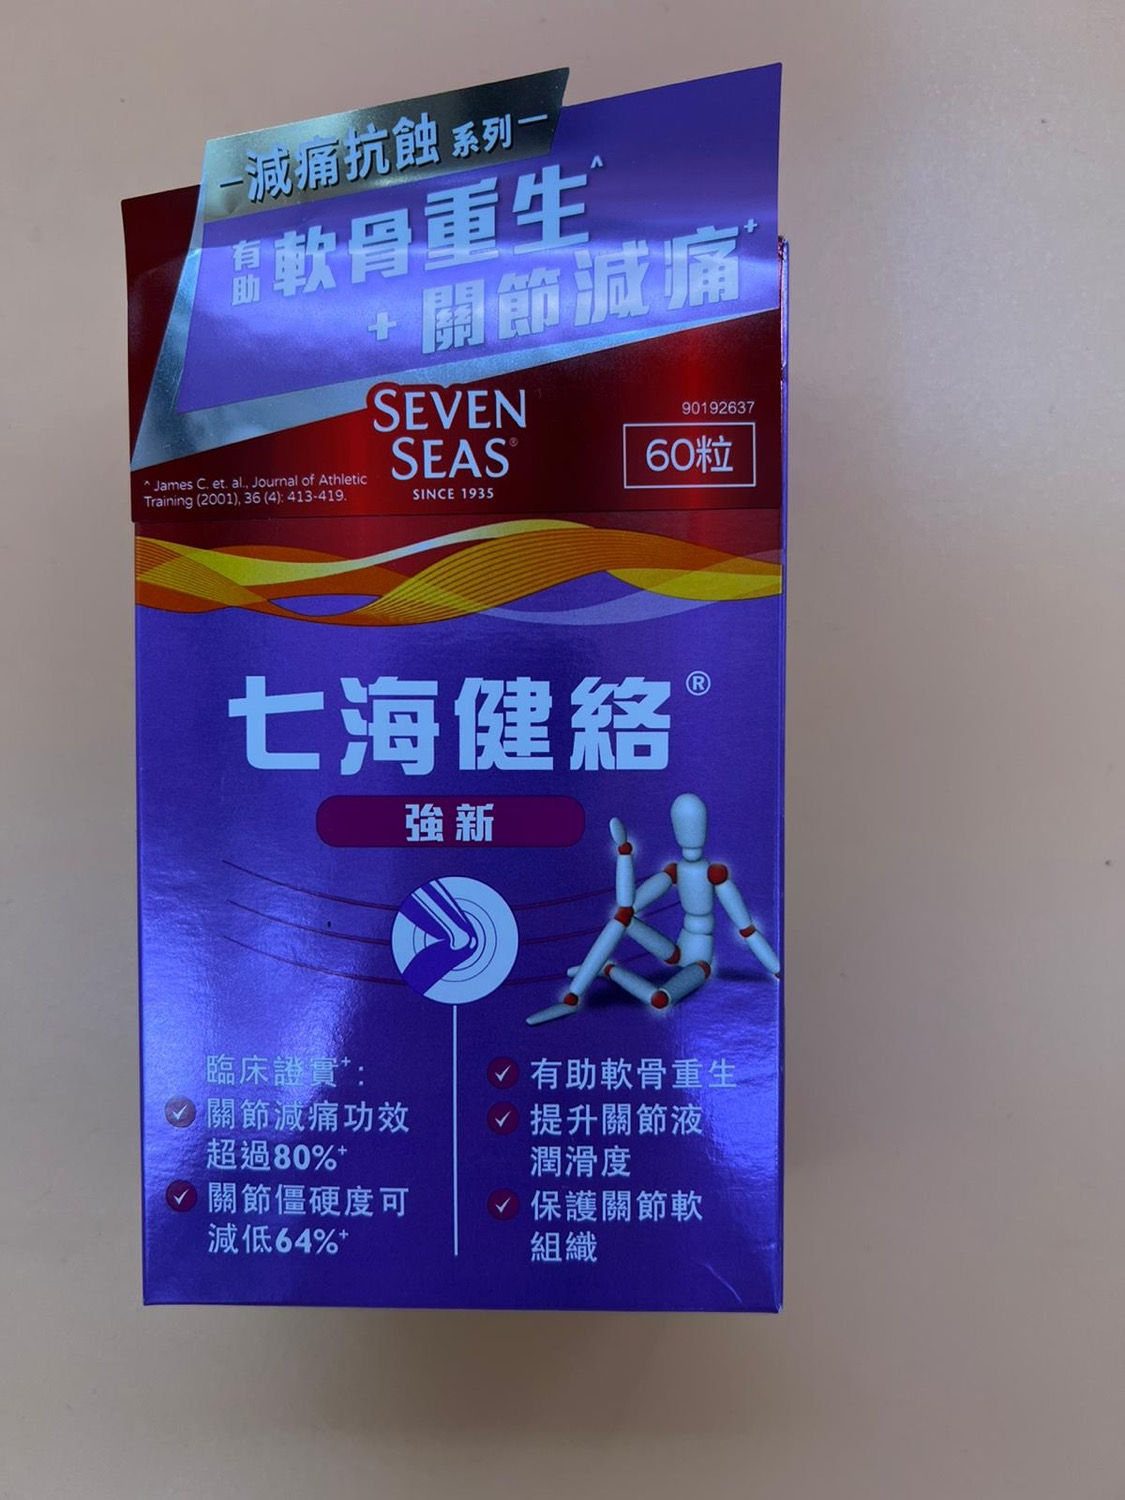 減痛抗蝕 系列
有助 軟骨重生^
+ 關節減痛+
SEVEN
SEAS®
SINCE 1935
90192637
60粒
^ James C. et. al., Journal of Athletic
Training (2001), 36 (4): 413-419.
七海健絡®
強新
臨床證實+:
關節減痛功效
超過80%+
關節僵硬度可
減低64%+
有助軟骨重生
提升關節液
潤滑度
保護關節軟
組織